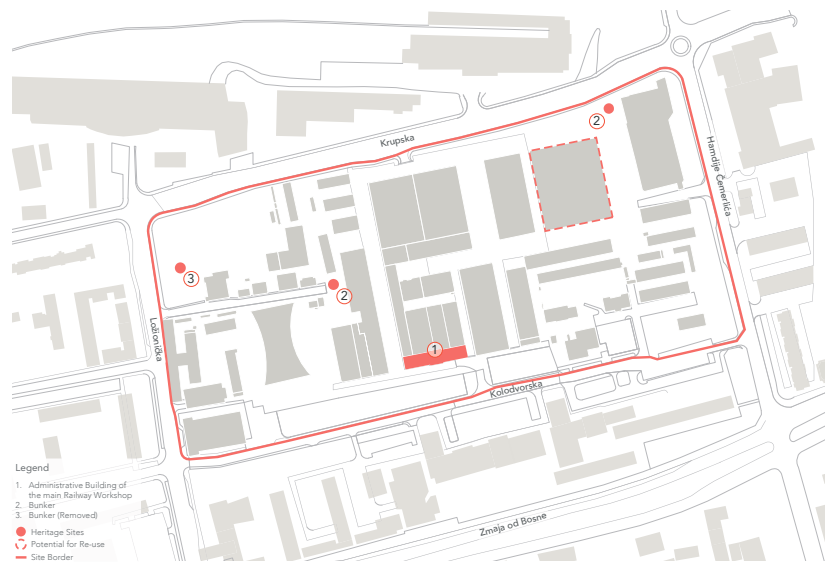 2
Krupska
Hamdije Čemerlića
3
2
Ložionička
1
Kolodvorska
Zmaja od Bosne
Legend
1. Administrative Building of
the main Railway Workshop
2. Bunker
3. Bunker (Removed)
Heritage Sites
Potential for Re-use
Site Border